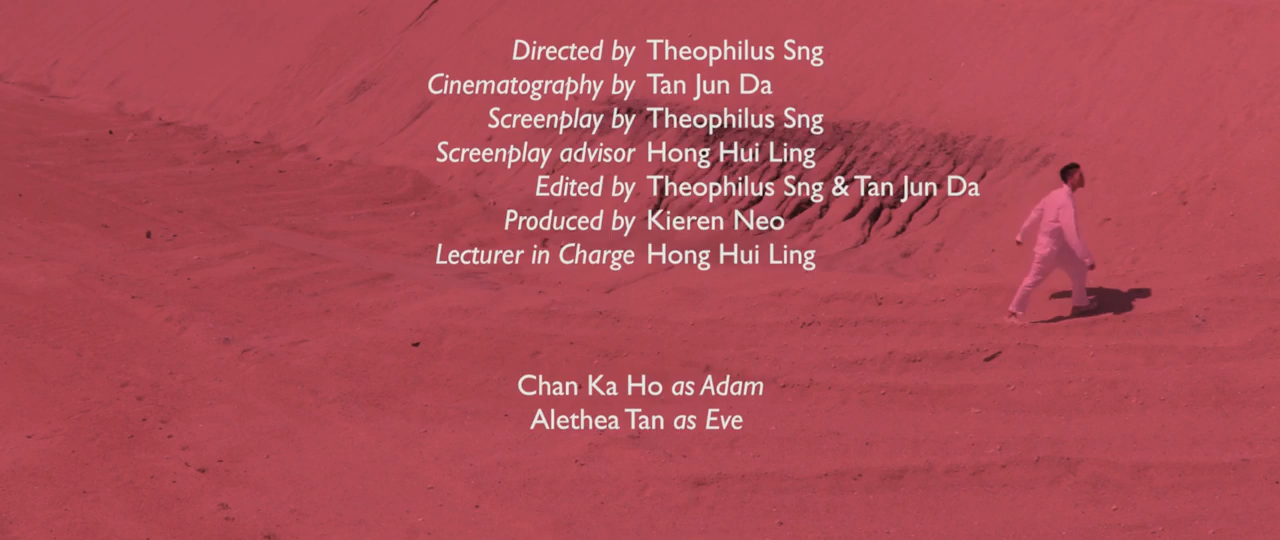 Directed by Theophilus Sng
Cinematography by Tan Jun Da
Screenplay by Theophilus Sng
Screenplay advisor Hong Hui Ling
Edited by Theophilus Sng & Tan Jun Da
Produced by Kieren Neo
Lecturer in Charge Hong Hui Ling
Chan Ka Ho as Adam
Alethea Tan as Eve